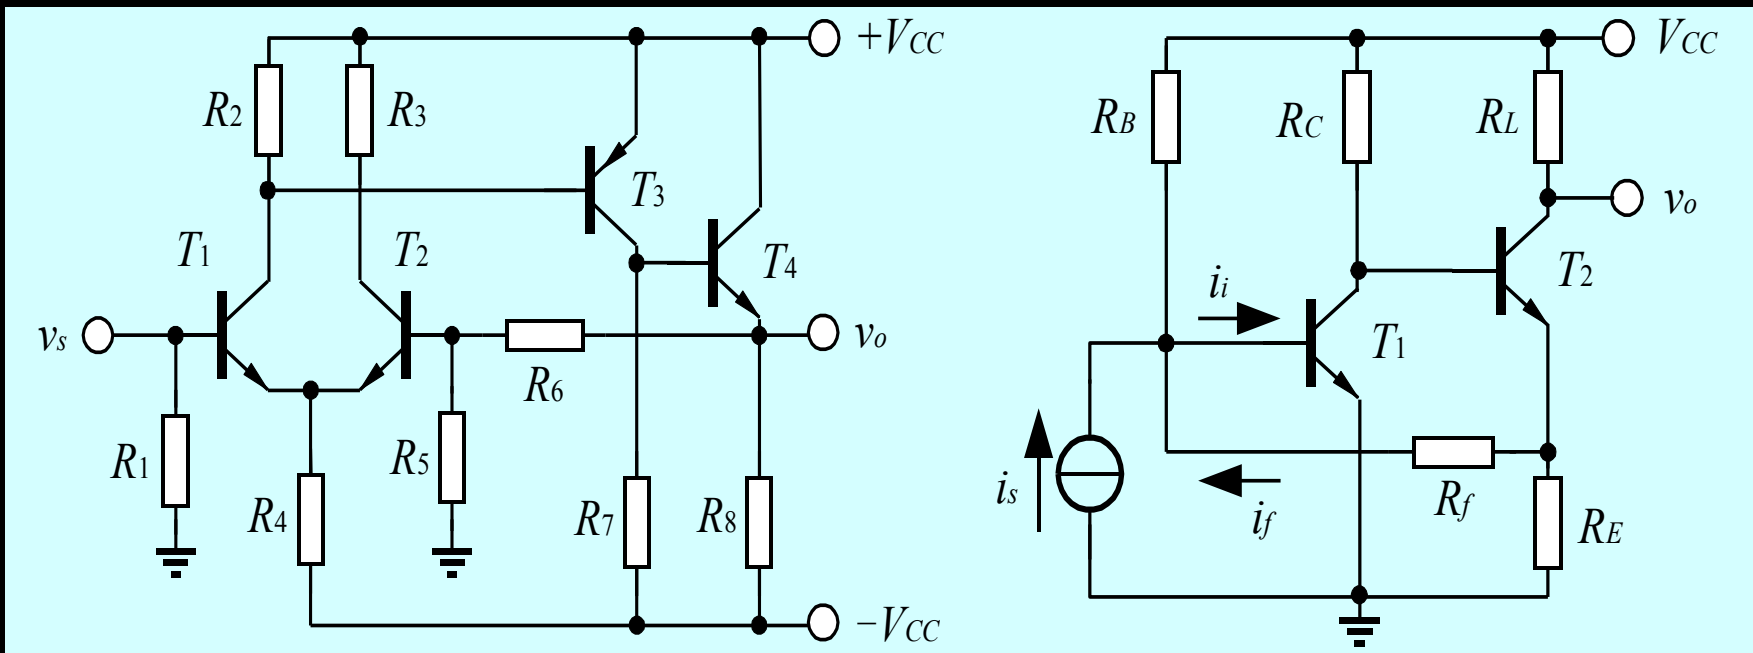 +VCC
R2
R3
T3
T1
T2
T4
vs
vo
R6
R1
R5
R4
R7
R8
−VCC
VCC
RB
RC
RL
vo
T2
ii
T1
is
if
Rf
RE